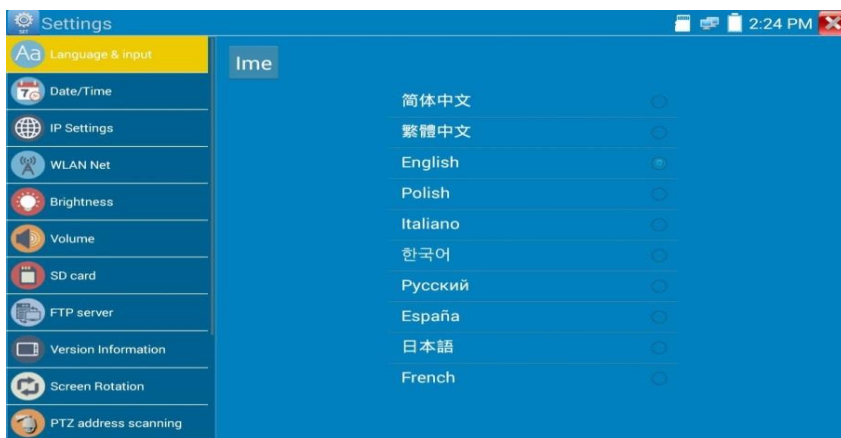 Settings
2:24 PM
Aa Language & input
7 Date/Time
IP Settings
WLAN Net
Brightness
Volume
SD card
FTP server
Version Information
Screen Rotation
PTZ address scanning
Ime
简体中文
繁體中文
English
Polish
Italiano
한국어
Русский
España
日本語
French